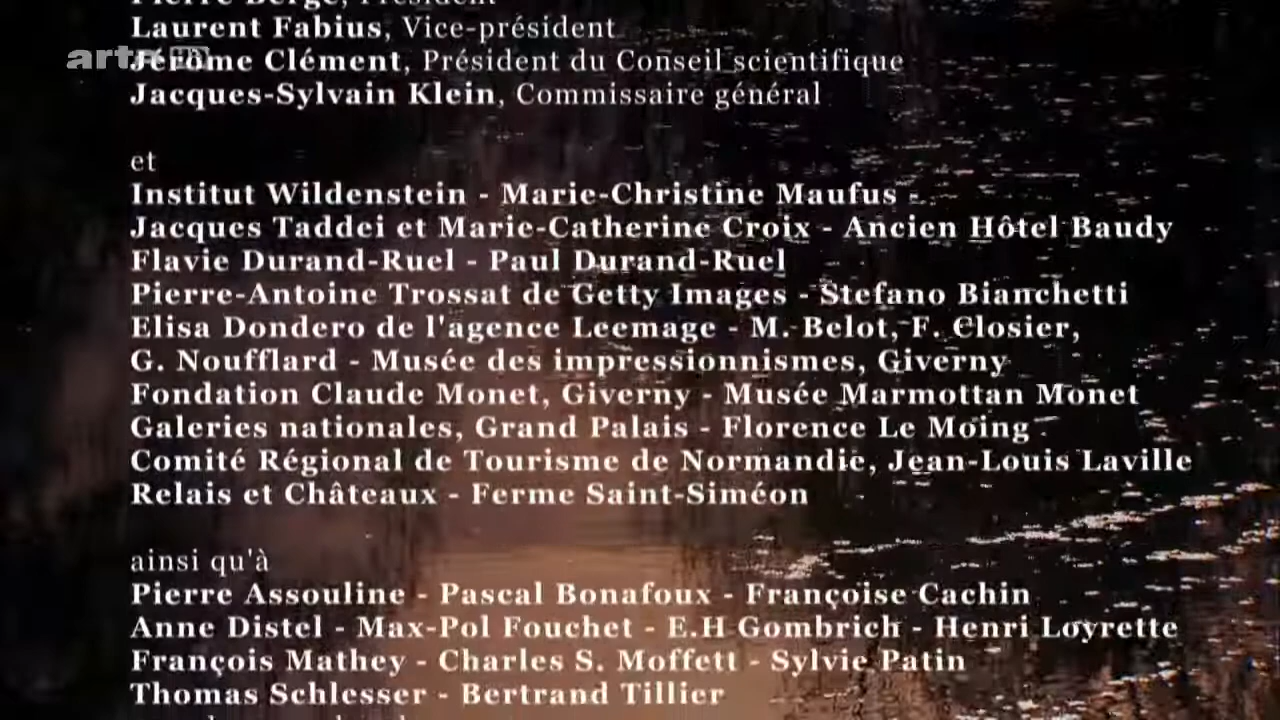 Pierre Bergé, Président
Laurent Fabius, Vice-président
arte HD
Jérôme Clément, Président du Conseil scientifique
Jacques-Sylvain Klein, Commissaire général
et
Institut Wildenstein - Marie-Christine Maufus -
Jacques Taddei et Marie-Catherine Croix - Ancien Hôtel Baudy
Flavie Durand-Ruel - Paul Durand-Ruel
Pierre-Antoine Trossat de Getty Images - Stefano Bianchetti
Elisa Dondero de l'agence Leemage - M. Belot, F. Closier,
G. Noufflard - Musée des impressionnismes, Giverny
Fondation Claude Monet, Giverny - Musée Marmottan Monet
Galeries nationales, Grand Palais - Florence Le Moing -
Comité Régional de Tourisme de Normandie, Jean-Louis Laville
Relais et Châteaux - Ferme Saint-Siméon
ainsi qu'à
Pierre Assouline - Pascal Bonafoux - Françoise Cachin
Anne Distel - Max-Pol Fouchet - E.H Gombrich - Henri Loyrette
François Mathey - Charles S. Moffett - Sylvie Patin
Thomas Schlesser - Bertrand Tillier